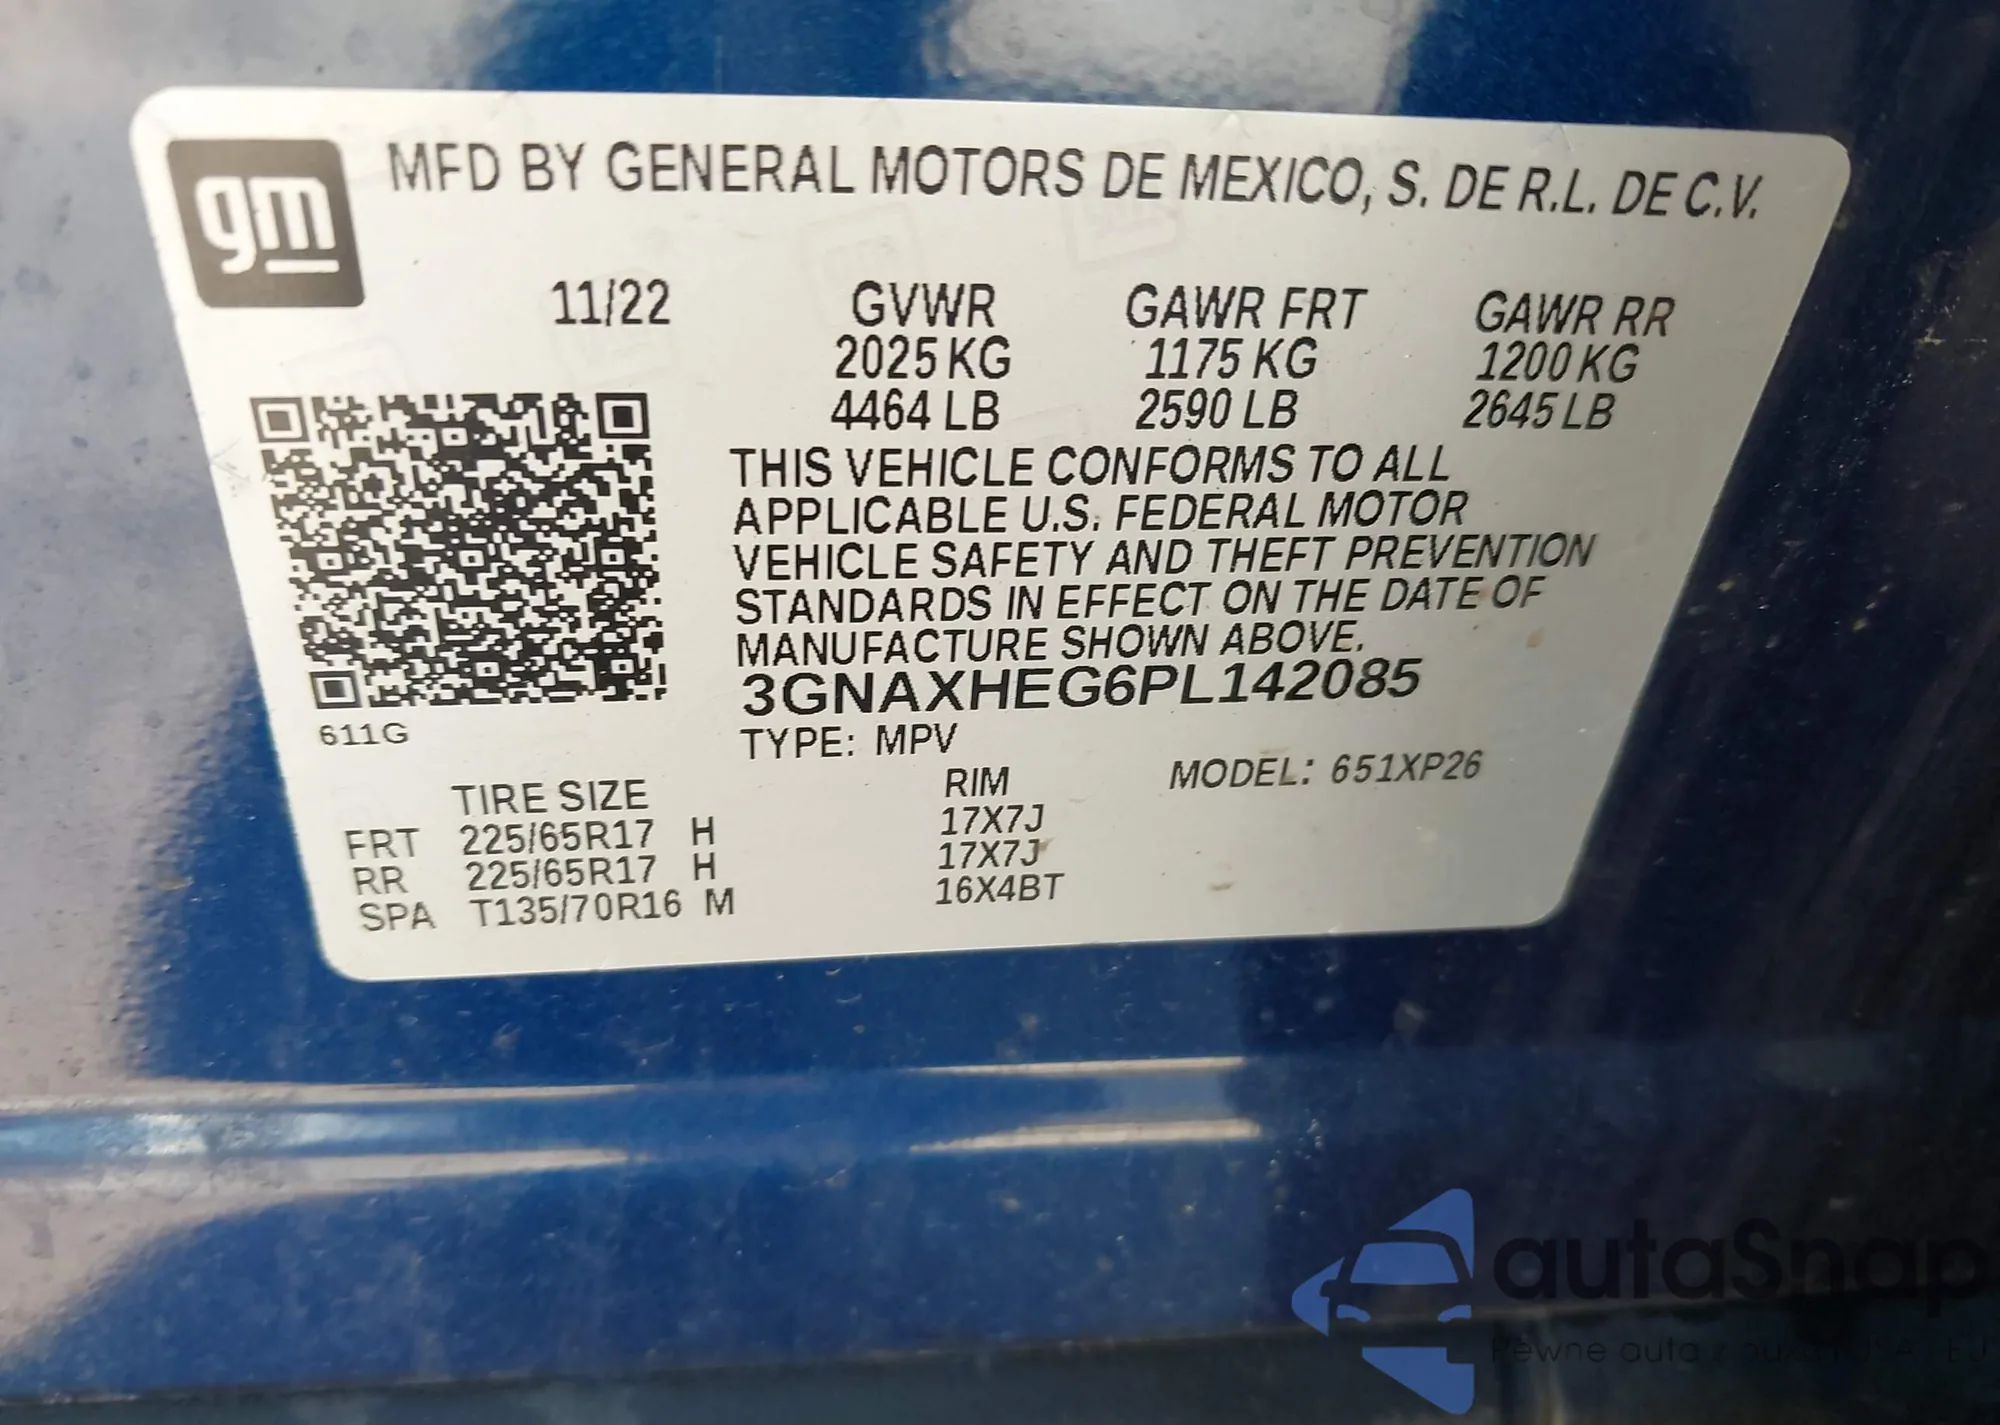 gm
MFD BY GENERAL MOTORS DE MEXICO, S. DE R.L. DE C.V.
11/22 GVWR GAWR FRT GAWR RR
2025 KG 1175 KG 1200 KG
4464 LB 2590 LB 2645 LB
THIS VEHICLE CONFORMS TO ALL
APPLICABLE U.S. FEDERAL MOTOR
VEHICLE SAFETY AND THEFT PREVENTION
STANDARDS IN EFFECT ON THE DATE OF
MANUFACTURE SHOWN ABOVE.
3GNAXHEG6PL142085
611G
TYPE: MPV
MODEL: 651XP26
TIRE SIZE RIM
FRT 225/65R17 H 17X7J
RR 225/65R17 H 17X7J
SPA T135/70R16 M 16X4BT
autaSnap
Pewne auta z